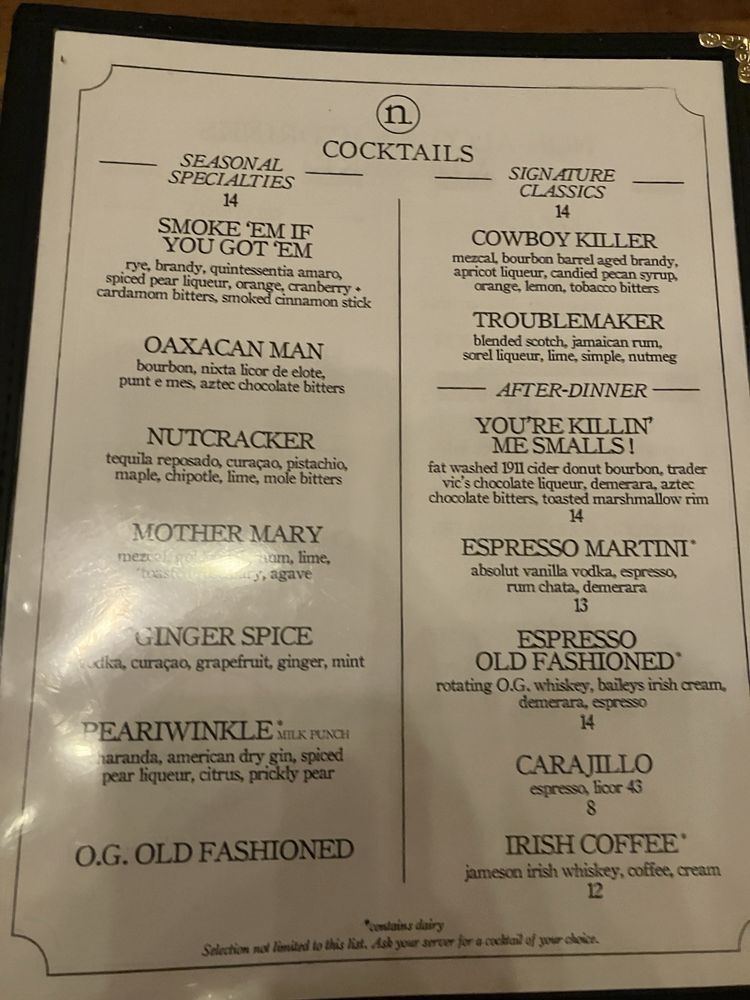 n
COCKTAILS
SEASONAL
SPECIALTIES
14
SMOKE 'EM IF
YOU GOT 'EM
rye, brandy, quintessentia amaro,
spiced pear liqueur, orange, cranberry +
cardamom bitters, smoked cinnamon stick
OAXACAN MAN
bourbon, nixta licor de elote,
punt e mes, aztec chocolate bitters
NUTCRACKER
tequila reposado, curaçao, pistachio,
maple, chipotle, lime, mole bitters
MOTHER MARY
lime,
agave
GINGER SPICE
vodka, curaçao, grapefruit, ginger, mint
PEARIWINKLE* MILK PUNCH
american dry gin, spiced
pear liqueur, citrus, prickly pear
O.G. OLD FASHIONED
SIGNATURE
CLASSICS
14
COWBOY KILLER
mezcal, bourbon barrel aged brandy,
apricot liqueur, candied pecan syrup,
orange, lemon, tobacco bitters
TROUBLEMAKER
blended scotch, jamaican rum,
sorel liqueur, lime, simple, nutmeg
AFTER-DINNER
YOU'RE KILLIN'
ME SMALLS!
fat washed 1911 cider donut bourbon, trader
vic's chocolate liqueur, demerara, aztec
chocolate bitters, toasted marshmallow rim
14
ESPRESSO MARTINI*
absolut vanilla vodka, espresso,
rum chata, demerara
13
ESPRESSO
OLD FASHIONED*
rotating O.G. whiskey, baileys irish cream,
demerara, espresso
14
CARAJILLO
espresso, licor 43
8
IRISH COFFEE*
jameson irish whiskey, coffee, cream
12
*contains dairy
Selection not limited to this list. Ask your server for a cocktail of your choice.